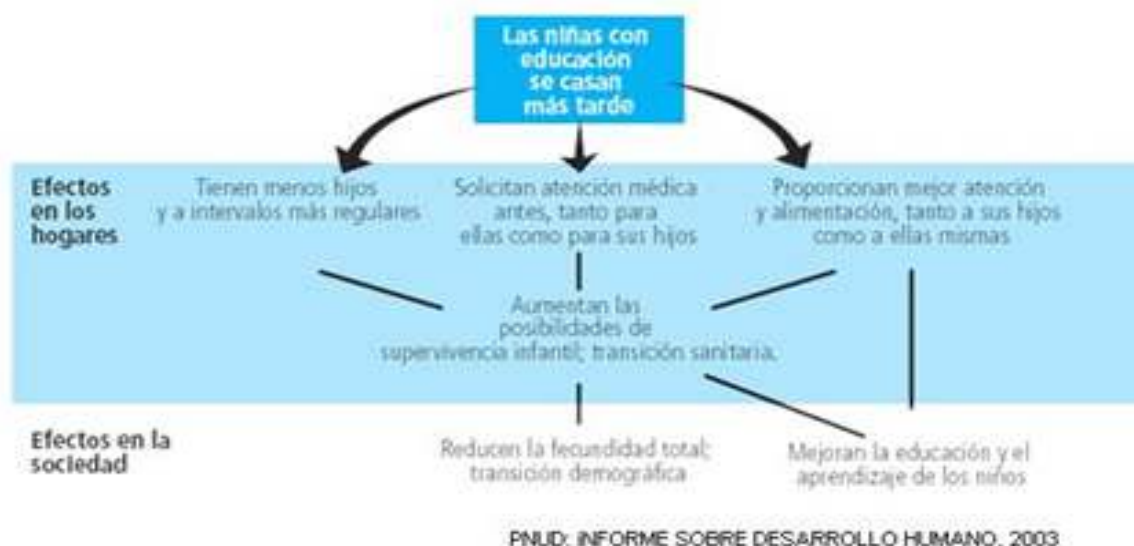 Las niñas con
educación
se casan
más tarde
Efectos
en los
hogares
Tienen menos hijos
y a intervalos más regulares
Solicitan atención médica
antes, tanto para
ellas como para sus hijos
Proporcionan mejor atención
y alimentación, tanto a sus hijos
como a ellas mismas
Aumentan las
posibilidades de
supervivencia infantil; transición sanitaria.
Efectos en la
sociedad
Reducen la fecundidad total;
transición demográfica
Mejoran la educación y el
aprendizaje de los niños
PNUD: INFORME SOBRE DESARROLLO HUMANO, 2003